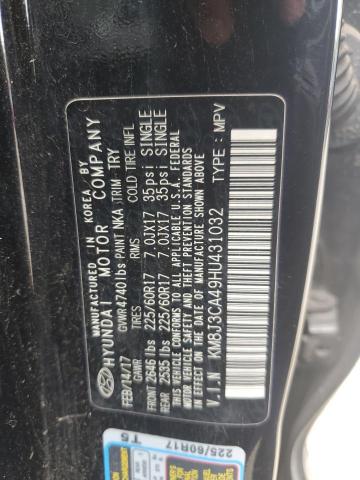 MANUFACTURED IN KOREA BY
HYUNDAI MOTOR COMPANY
FEB/14/17 GVWR 4740 lbs PAINT NKA ,TRIM TRY
GAWR COLD TIRE INFL
FRONT 2646 lbs 225/60R17 7.0JX17 35psi SINGLE
REAR 2535 lbs 225/60R17 7.0JX17 35psi SINGLE
THIS VEHICLE CONFORMS TO ALL APPLICABLE U.S.A. FEDERAL
MOTOR VEHICLE SAFETY AND THEFT PREVENTION STANDARDS
IN EFFECT ON THE DATE OF MANUFACTURE SHOWN ABOVE.
KM8J3CA49HU431032
V.I.N TYPE : MPV
225/60R17
T5